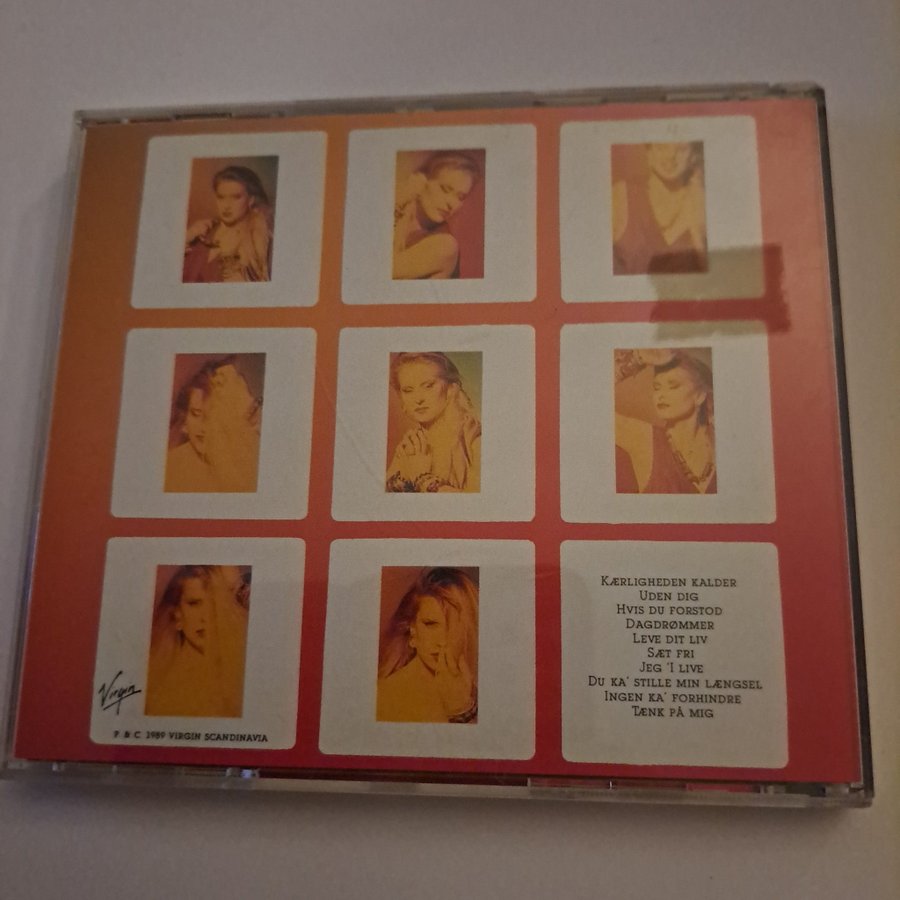 KÆRLIGHEDEN KALDER
UDEN DIG
HVIS DU FORSTOD
DAGDRØMMER
LEVE DIT LIV
SÆT FRI
JEG 'I LIVE
DU KA' STILLE MIN LÆNGSEL
INGEN KA' FORHINDRE
TÆNK PÅ MIG
Virgin
P & C 1989 VIRGIN SCANDINAVIA